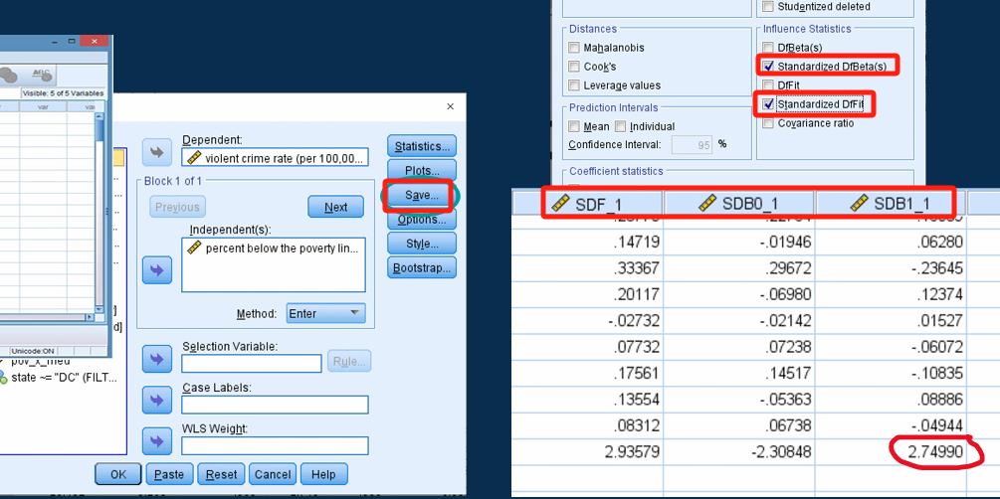 ABC
Visible: 5 of 5 Variables
var
var
Unicode:ON
pov_x_med
state ~= "DC" (FILT...
Dependent:
violent crime rate (per 100,00...
Block 1 of 1
Previous
Next
Independent(s):
percent below the poverty lin...
Method:
Enter
Selection Variable:
Rule...
Case Labels:
WLS Weight:
OK
Paste
Reset
Cancel
Help
Statistics...
Plots...
Save...
Options...
Style...
Bootstrap...
Studentized deleted
Distances
Mahalanobis
Cook's
Leverage values
Influence Statistics
DfBeta(s)
Standardized DfBeta(s)
DfFit
Standardized DfFit
Covariance ratio
Prediction Intervals
Mean Individual
Confidence Interval: 95 %
Coefficient statistics
SDF_1 SDB0_1 SDB1_1
.14719 -.01946 .06280
.33367 .29672 -.23645
.20117 -.06980 .12374
-.02732 -.02142 .01527
.07732 .07238 -.06072
.17561 .14517 -.10835
.13554 -.05363 .08886
.08312 .06738 -.04944
2.93579 -2.30848 2.74990